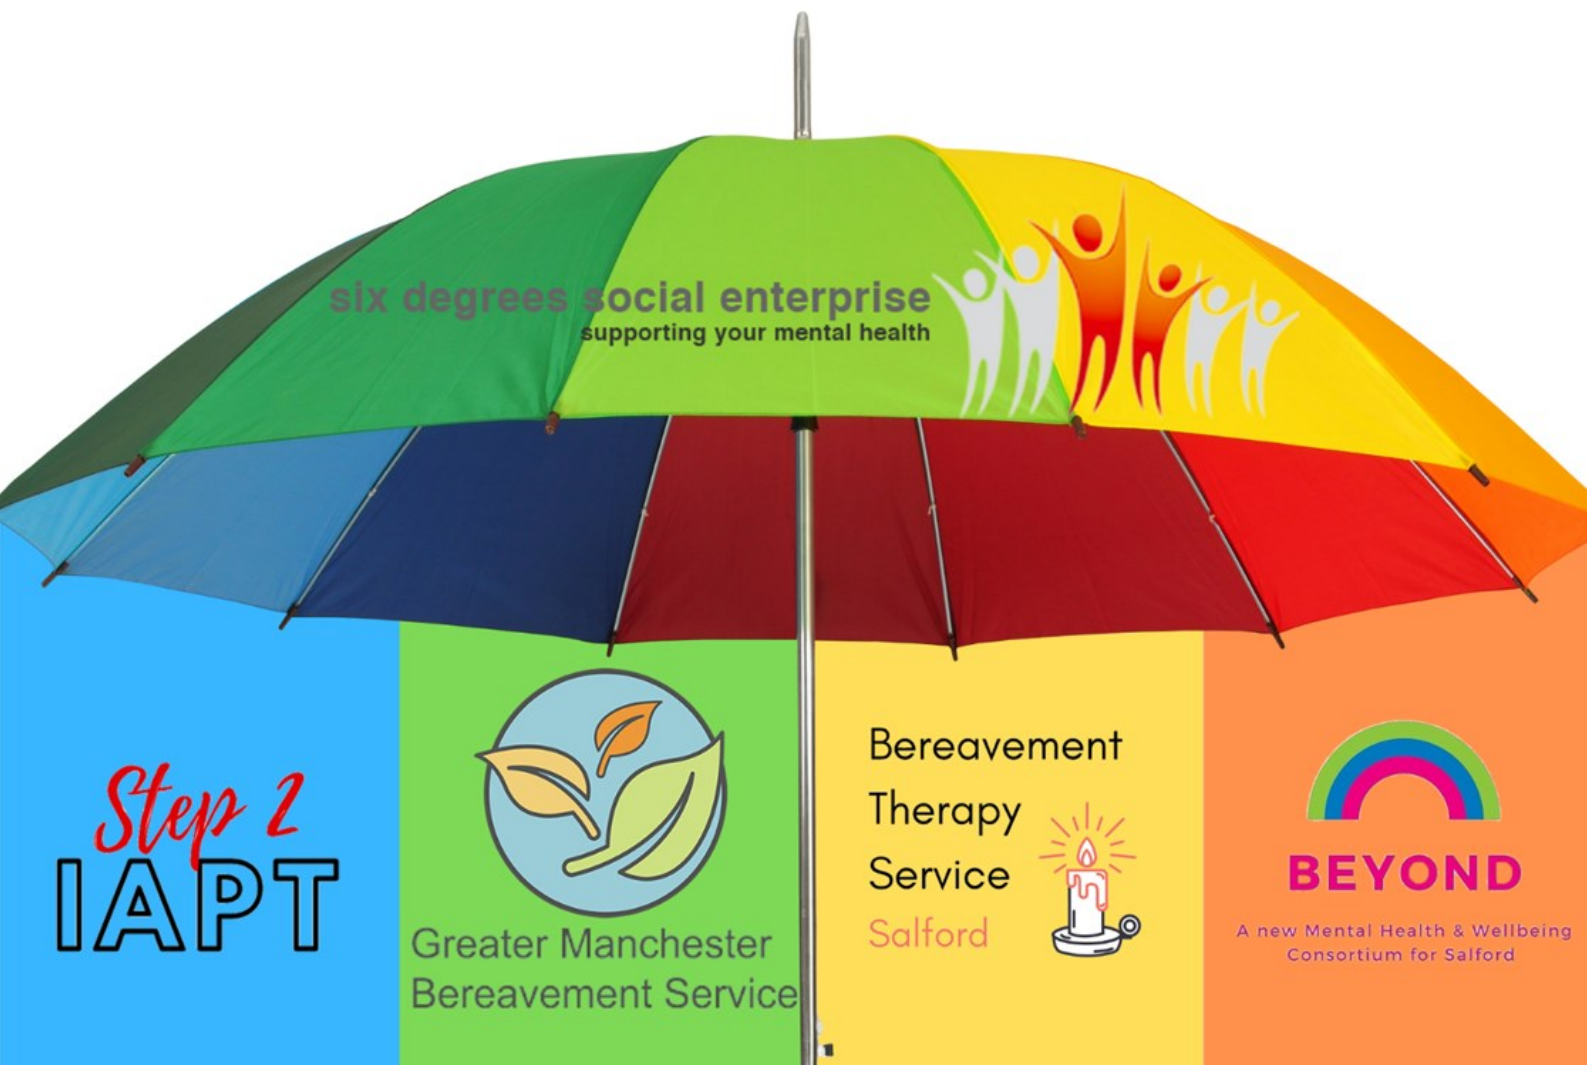 six degrees social enterprise
supporting your mental health
Step 2
IAPT
Greater Manchester
Bereavement Service
Bereavement
Therapy
Service
Salford
BEYOND
A new Mental Health & Wellbeing
Consortium for Salford